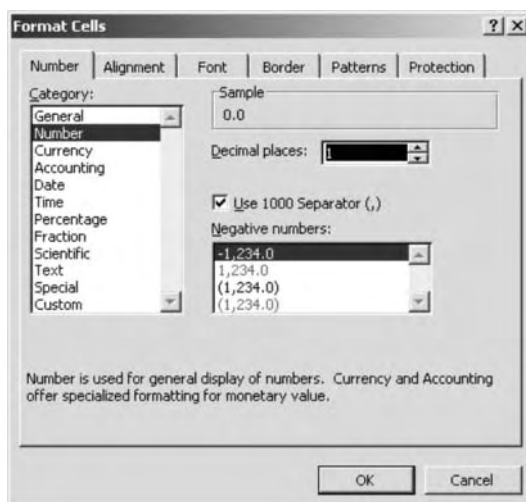 Format Cells
Number Alignment Font Border Patterns Protection
Category:
General
Number
Currency
Accounting
Date
Time
Percentage
Fraction
Scientific
Text
Special
Custom
Sample
0.0
Decimal places: 1
Use 1000 Separator (,)
Negative numbers:
-1,234.0
1,234.0
(1,234.0)
(1,234.0)
Number is used for general display of numbers. Currency and Accounting
offer specialized formatting for monetary value.
OK Cancel